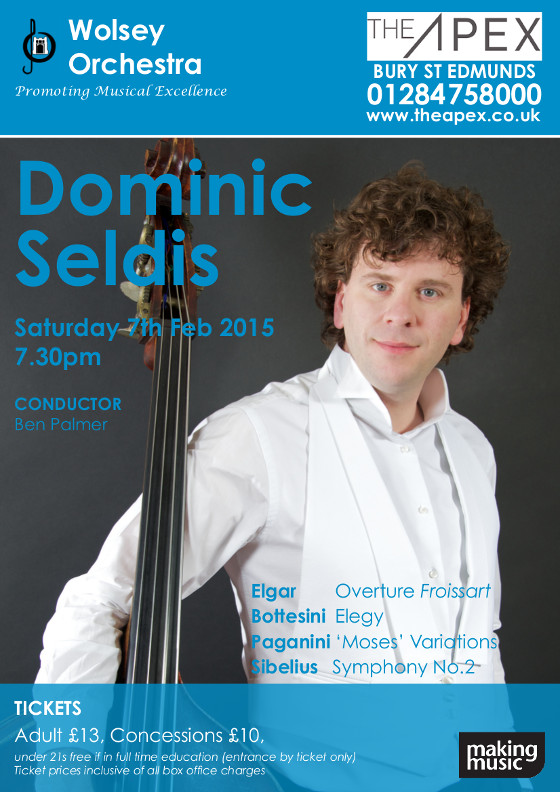 Wolsey
Orchestra
Promoting Musical Excellence
THE APEX
BURY ST EDMUNDS
01284758000
www.theapex.co.uk
Dominic
Seldis
Saturday 7th Feb 2015
7.30pm
CONDUCTOR
Ben Palmer
Elgar Overture Froissart
Bottesini Elegy
Paganini ‘Moses’ Variations
Sibelius Symphony No.2
TICKETS
Adult £13, Concessions £10,
under 21s free if in full time education (entrance by ticket only)
Ticket prices inclusive of all box office charges
making
music